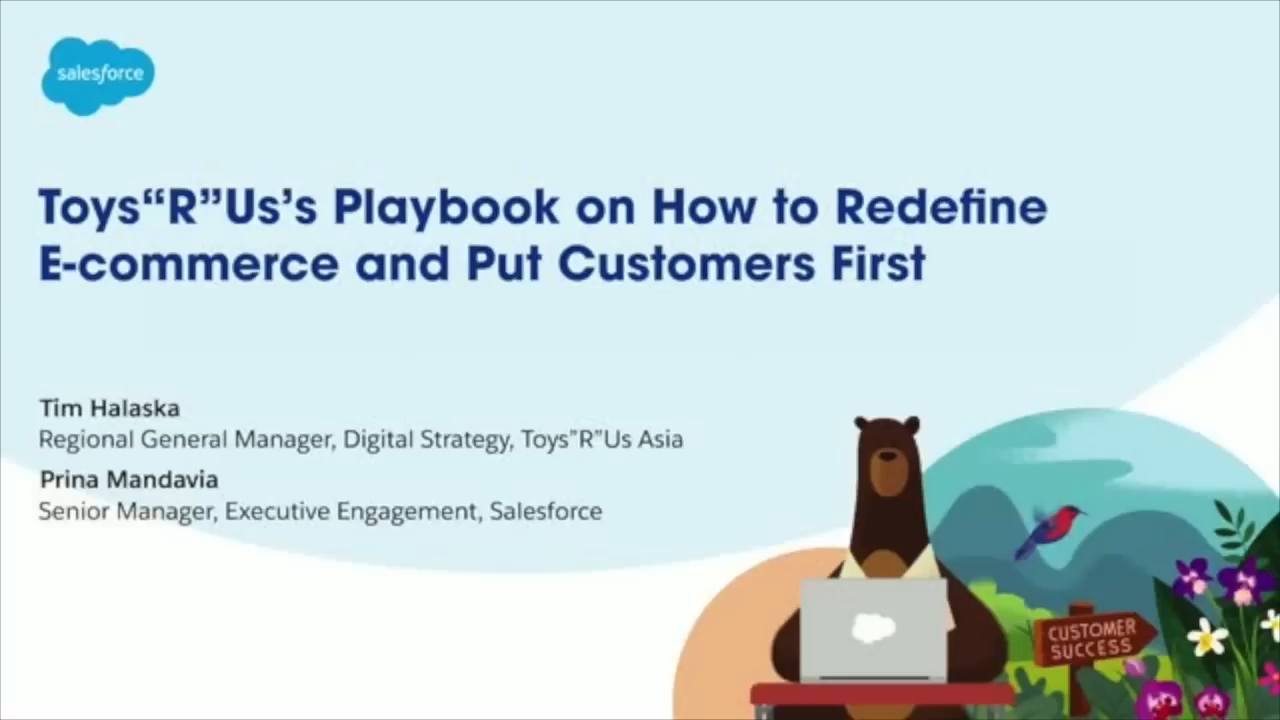 salesforce
Toys“R”Us’s Playbook on How to Redefine
E-commerce and Put Customers First
Tim Halaska
Regional General Manager, Digital Strategy, Toys”R”Us Asia
Prina Mandavia
Senior Manager, Executive Engagement, Salesforce
CUSTOMER
SUCCESS